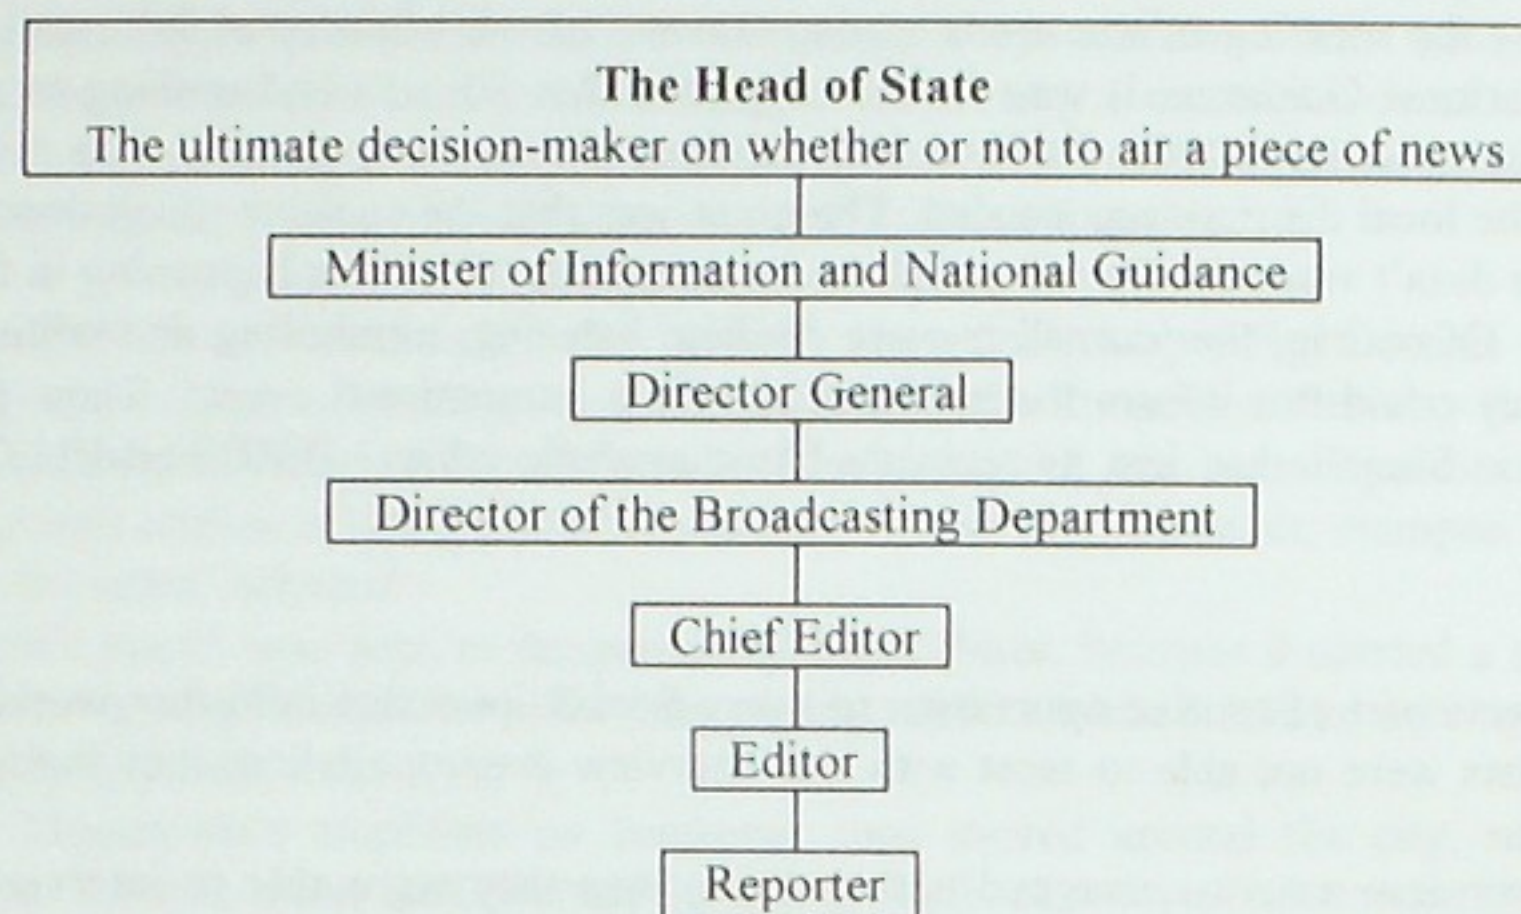 The Head of State
The ultimate decision-maker on whether or not to air a piece of news
Minister of Information and National Guidance
Director General
Director of the Broadcasting Department
Chief Editor
Editor
Reporter